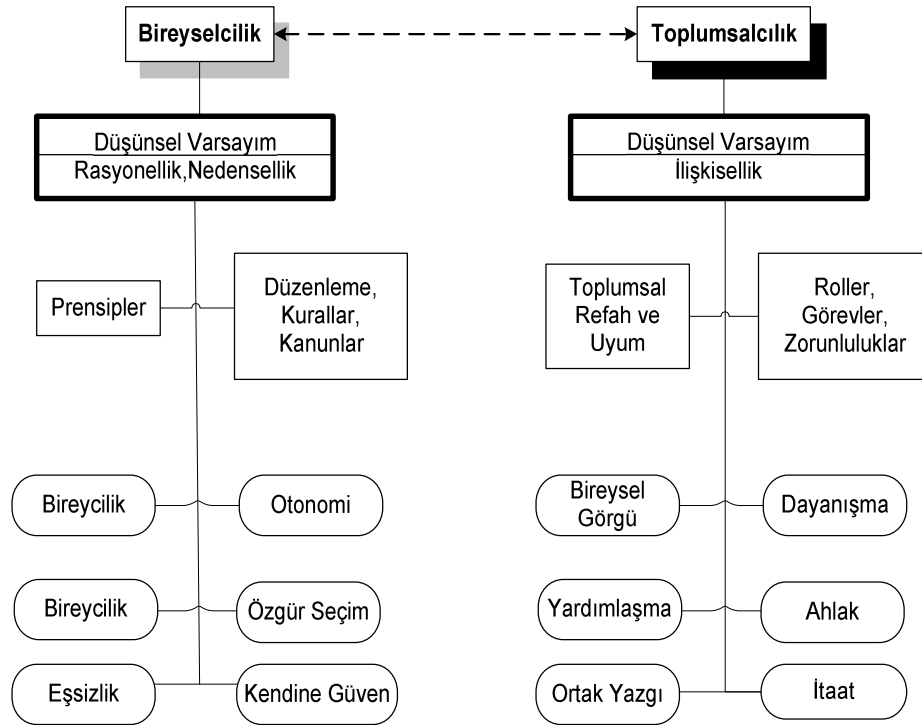 Bireyselcilik
Toplumsalcılık
Düşünsel Varsayım
Rasyonellik,Nedensellik
Düşünsel Varsayım
İlişkisellik
Prensipler
Düzenleme,
Kurallar,
Kanunlar
Toplumsal
Refah ve
Uyum
Roller,
Görevler,
Zorunluluklar
Bireycilik
Otonomi
Bireysel
Görgü
Dayanışma
Bireycilik
Özgür Seçim
Yardımlaşma
Ahlak
Eşsizlik
Kendine Güven
Ortak Yazgı
İtaat